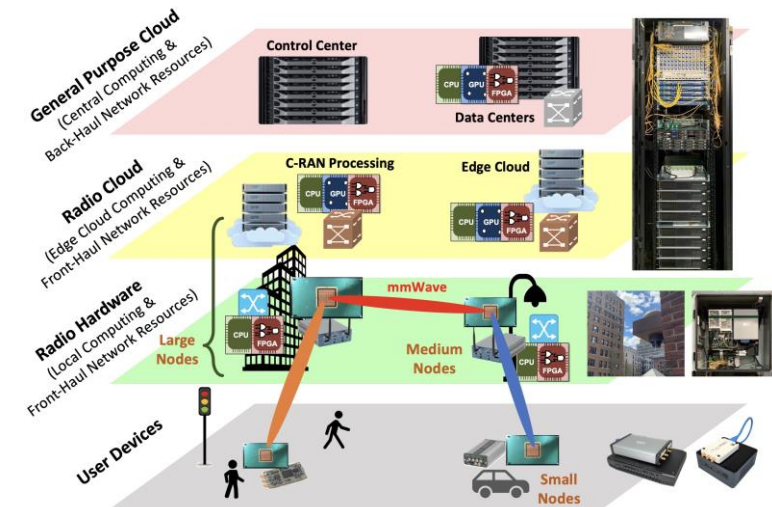 General Purpose Cloud
(Central Computing &
Back-Haul Network Resources)
Control Center
CPU
GPU
FPGA
Data Centers
Radio Cloud
(Edge Cloud Computing &
Front-Haul Network Resources)
C-RAN Processing
CPU
GPU
FPGA
Edge Cloud
CPU
GPU
FPGA
Radio Hardware
(Local Computing &
Front-Haul Network Resources)
Large
Nodes
CPU
FPGA
mmWave
Medium
Nodes
CPU
FPGA
User Devices
Small
Nodes